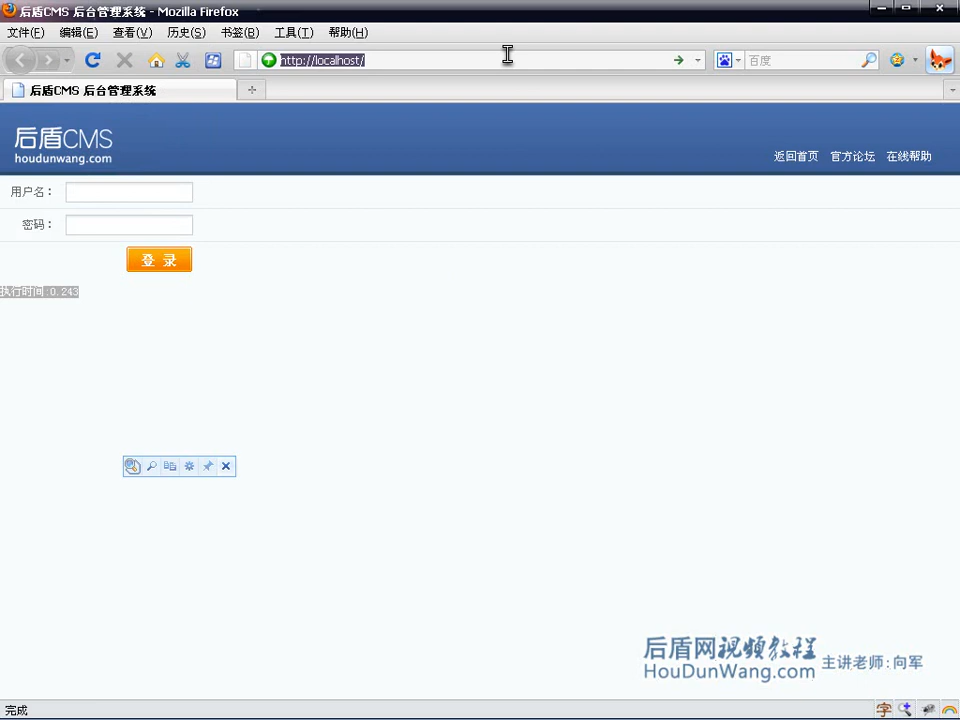 后盾CMS 后台管理系统 - Mozilla Firefox
文件(F) 编辑(E) 查看(V) 历史(S) 书签(B) 工具(T) 帮助(H)
http://localhost/
百度
后盾CMS 后台管理系统
后盾CMS
houdunwang.com
返回首页 官方论坛 在线帮助
用户名：
密码：
登 录
执行时间:0.243
后盾网视频教程
HouDunWang.com 主讲老师:向军
完成
字